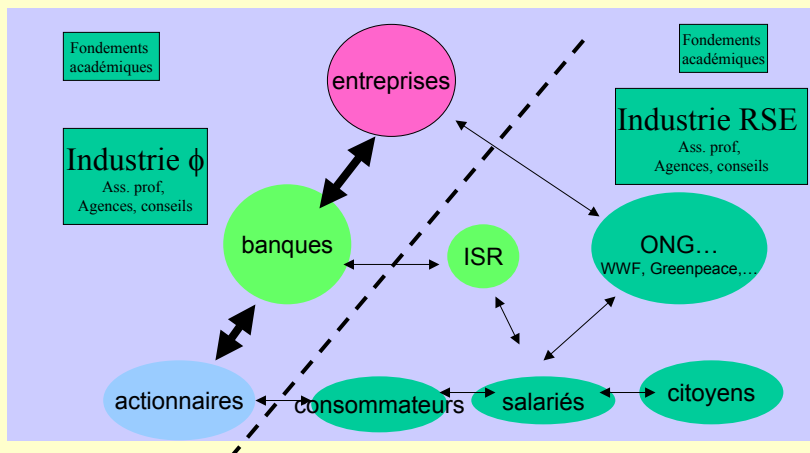 Fondements
académiques
entreprises
Fondements
académiques
Industrie ϕ
Ass. prof,
Agences, conseils
Industrie RSE
Ass. prof,
Agences, conseils
banques
ISR
ONG…
WWF, Greenpeace,…
actionnaires
consommateurs
salariés
citoyens